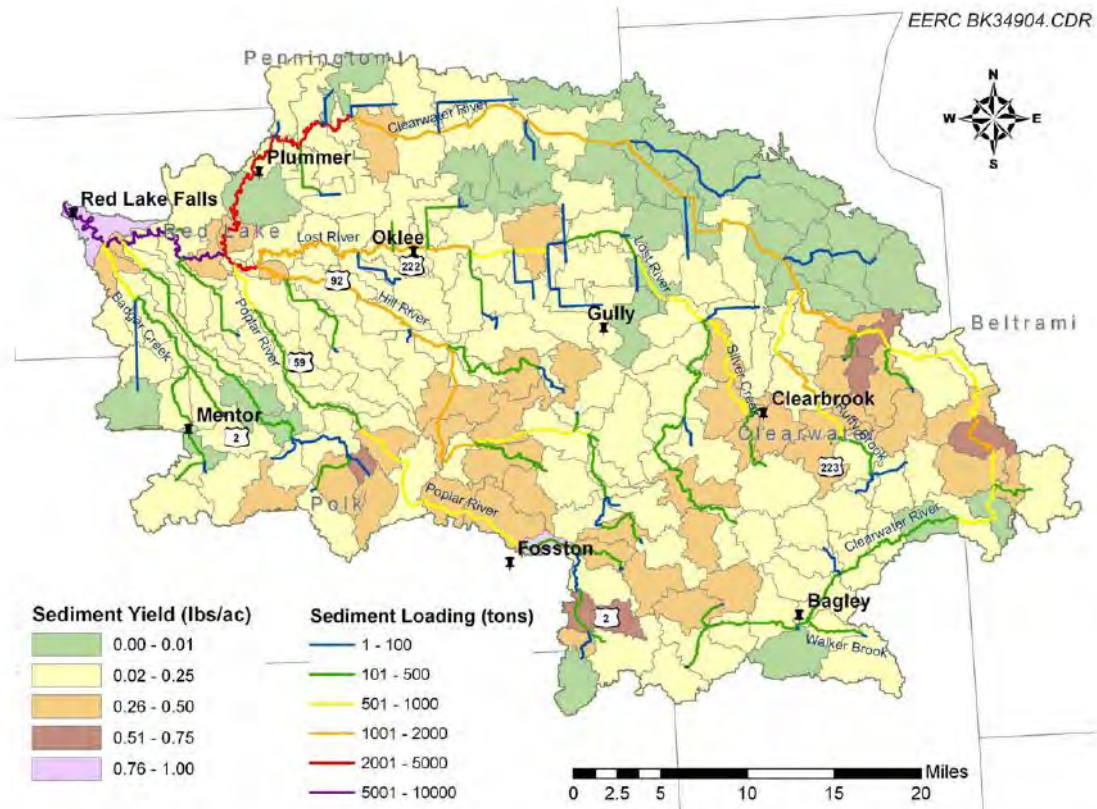 EERC BK34904.CDR
N
W E
S
Penningtonl
Clearwater River
Plummer
Red Lake Falls
Red Lake
Lost River
Oklee
222
92
Lost River
Hill River
Gully
Beltrami
Badger Creek
Poplar River
59
Silver Creek
Clearbrook
Mentor
2
Ruffy Brook
Clearwater
223
Polk
Poplar River
Clearwater River
Fosston
Bagley
2
Walker Brook
Sediment Yield (lbs/ac)
0.00 - 0.01
0.02 - 0.25
0.26 - 0.50
0.51 - 0.75
0.76 - 1.00
Sediment Loading (tons)
1 - 100
101 - 500
501 - 1000
1001 - 2000
2001 - 5000
5001 - 10000
Miles
0 2.5 5 10 15 20